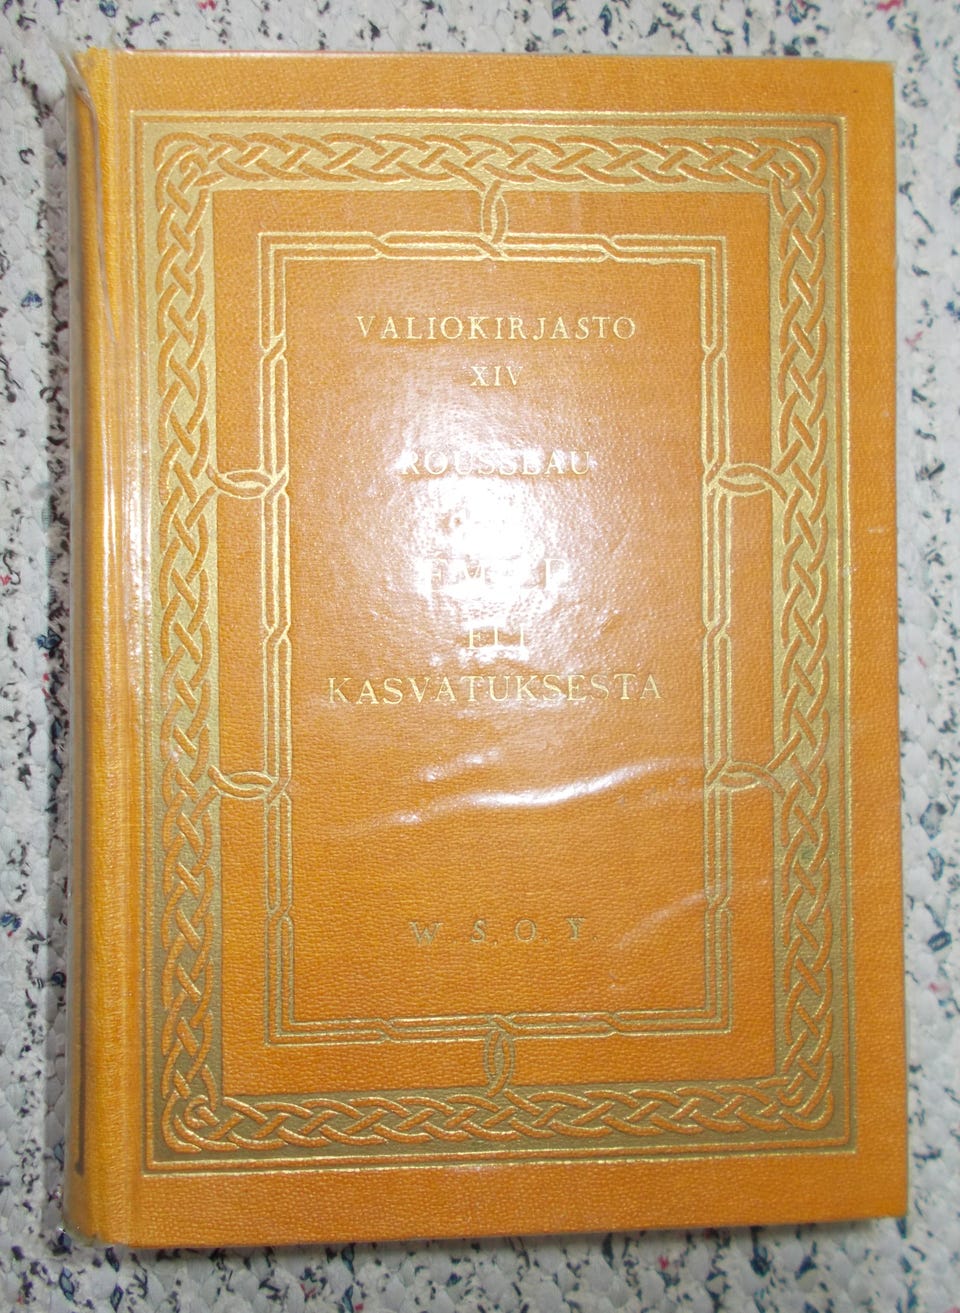 VALIOKIRJASTO
XIV
ROUSSEAU
ELI
KASVATUKSESTA
W. S. O. Y.